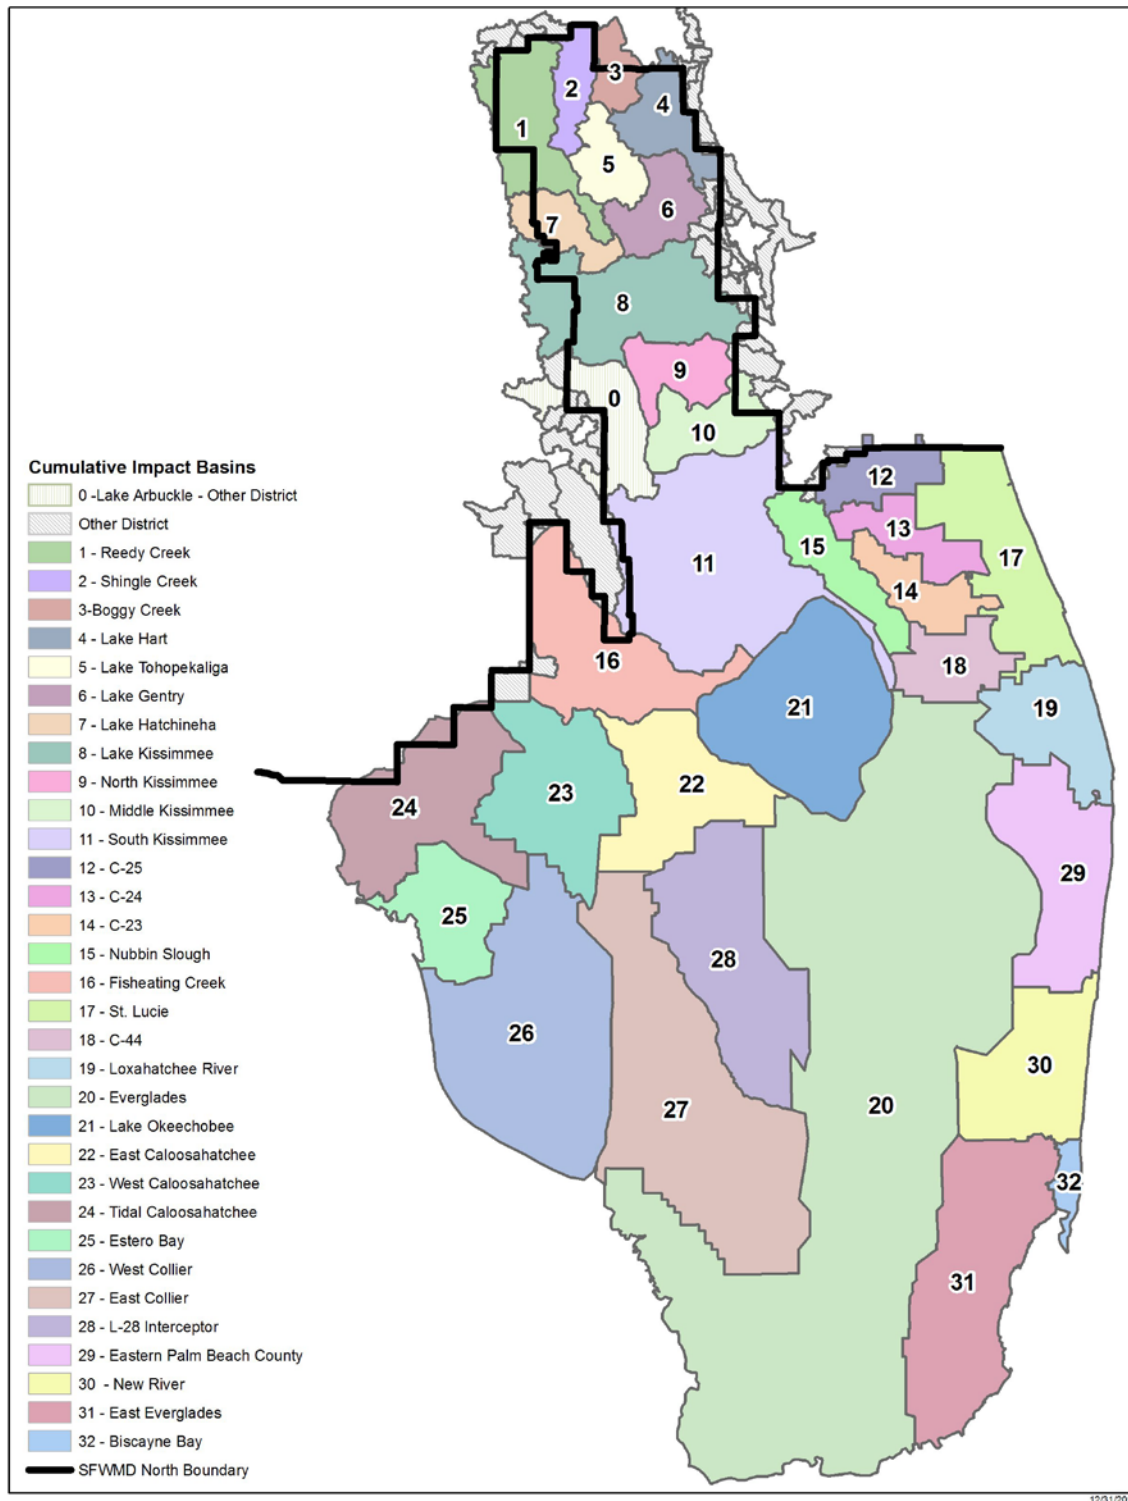 1
2
3
4
5
6
7
8
9
0
10
12
13
15
11
14
17
16
18
19
21
22
23
24
25
29
28
26
30
27
20
32
31
Cumulative Impact Basins
0 -Lake Arbuckle - Other District
Other District
1 - Reedy Creek
2 - Shingle Creek
3-Boggy Creek
4 - Lake Hart
5 - Lake Tohopekaliga
6 - Lake Gentry
7 - Lake Hatchineha
8 - Lake Kissimmee
9 - North Kissimmee
10 - Middle Kissimmee
11 - South Kissimmee
12 - C-25
13 - C-24
14 - C-23
15 - Nubbin Slough
16 - Fisheating Creek
17 - St. Lucie
18 - C-44
19 - Loxahatchee River
20 - Everglades
21 - Lake Okeechobee
22 - East Caloosahatchee
23 - West Caloosahatchee
24 - Tidal Caloosahatchee
25 - Estero Bay
26 - West Collier
27 - East Collier
28 - L-28 Interceptor
29 - Eastern Palm Beach County
30 - New River
31 - East Everglades
32 - Biscayne Bay
SFWMD North Boundary